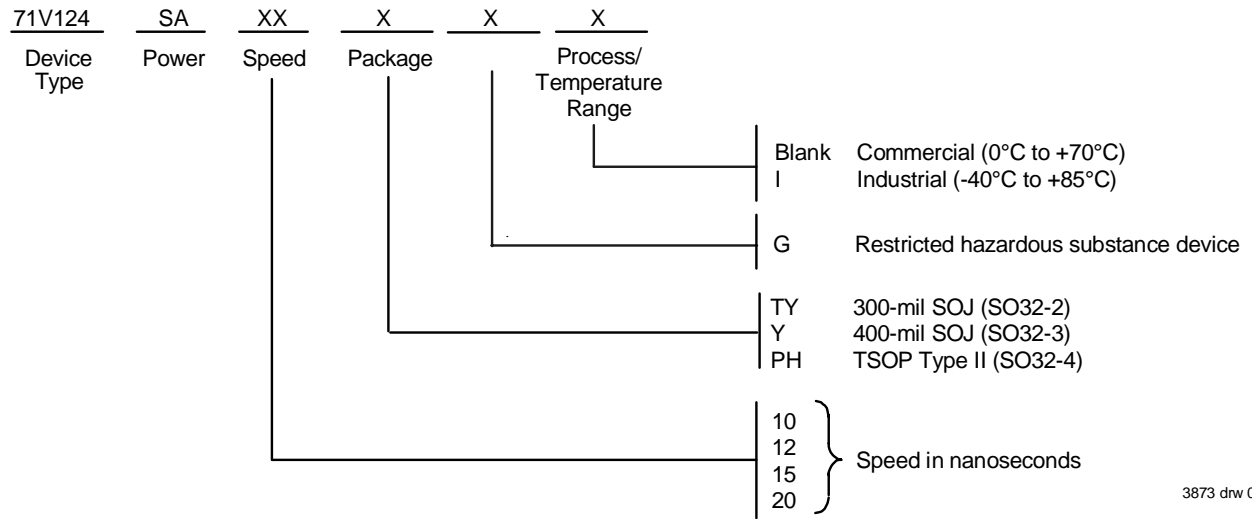 71V124 SA XX X X X
Device Type Power Speed Package Process/ Temperature Range
Blank Commercial (0°C to +70°C)
I Industrial (-40°C to +85°C)
G Restricted hazardous substance device
TY 300-mil SOJ (SO32-2)
Y 400-mil SOJ (SO32-3)
PH TSOP Type II (SO32-4)
10
12
15
20
Speed in nanoseconds
3873 drw